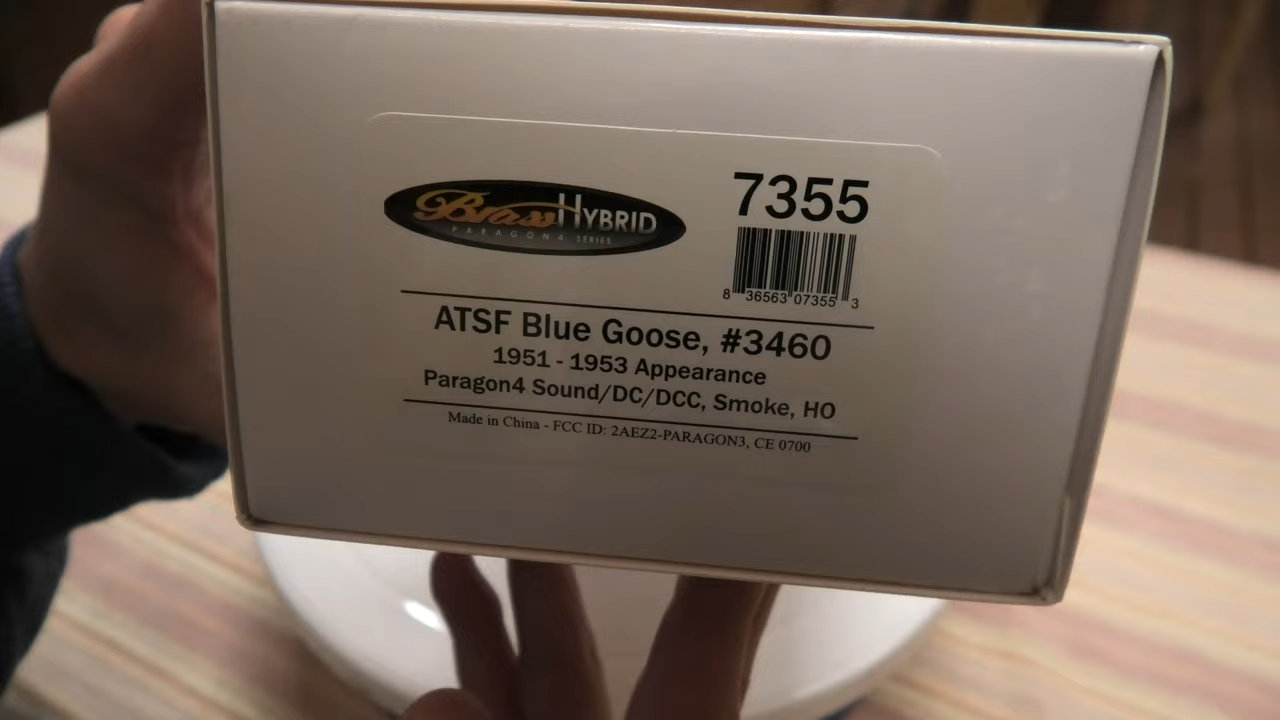 Brass HYBRID
PARAGON4 SERIES
7355
8 36563 07355 3
ATSF Blue Goose, #3460
1951 - 1953 Appearance
Paragon4 Sound/DC/DCC, Smoke, HO
Made in China - FCC ID: 2AEZ2-PARAGON3, CE 0700